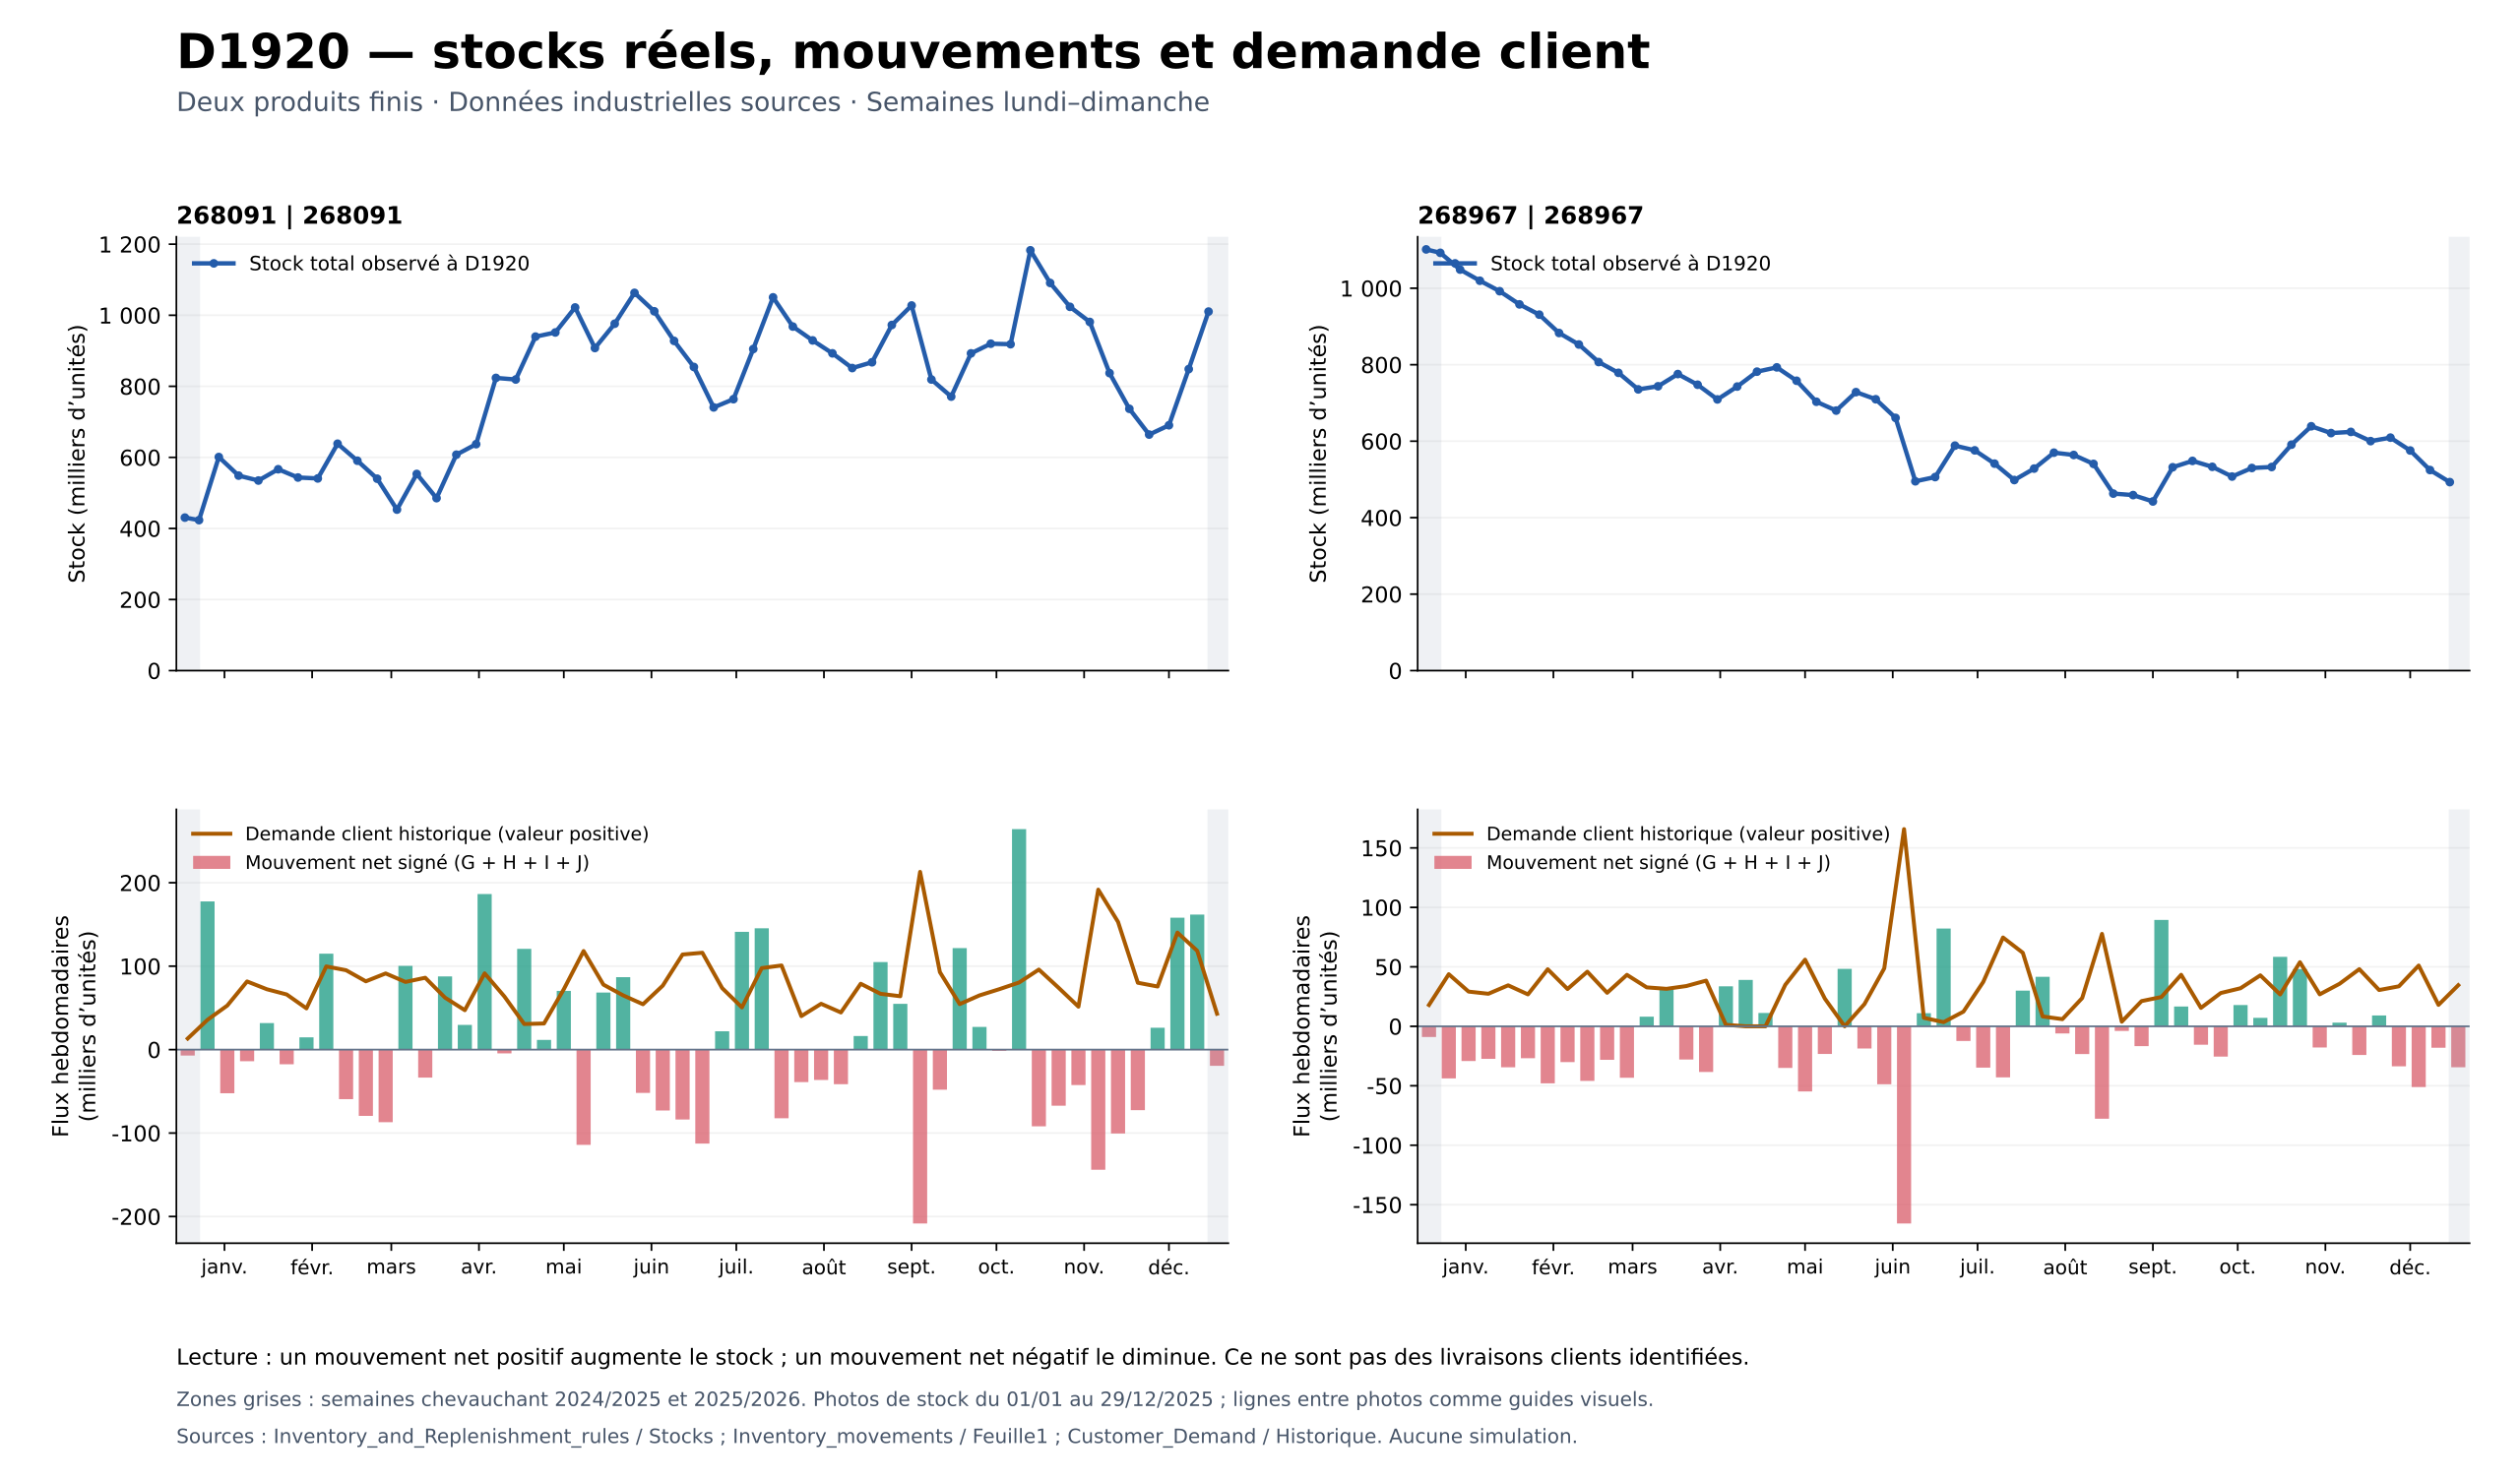 D1920 — stocks réels, mouvements et demande client
Deux produits finis · Données industrielles sources · Semaines lundi–dimanche
268091 | 268091
Stock (milliers d’unités)
1 200
1 000
800
600
400
200
0
Stock total observé à D1920
268967 | 268967
Stock (milliers d’unités)
1 000
800
600
400
200
0
Stock total observé à D1920
Flux hebdomadaires
(milliers d’unités)
200
100
0
-100
-200
Demande client historique (valeur positive)
Mouvement net signé (G + H + I + J)
janv. févr. mars avr. mai juin juil. août sept. oct. nov. déc.
Flux hebdomadaires
(milliers d’unités)
150
100
50
0
-50
-100
-150
Demande client historique (valeur positive)
Mouvement net signé (G + H + I + J)
janv. févr. mars avr. mai juin juil. août sept. oct. nov. déc.
Lecture : un mouvement net positif augmente le stock ; un mouvement net négatif le diminue. Ce ne sont pas des livraisons clients identifiées.
Zones grises : semaines chevauchant 2024/2025 et 2025/2026. Photos de stock du 01/01 au 29/12/2025 ; lignes entre photos comme guides visuels.
Sources : Inventory_and_Replenishment_rules / Stocks ; Inventory_movements / Feuille1 ; Customer_Demand / Historique. Aucune simulation.